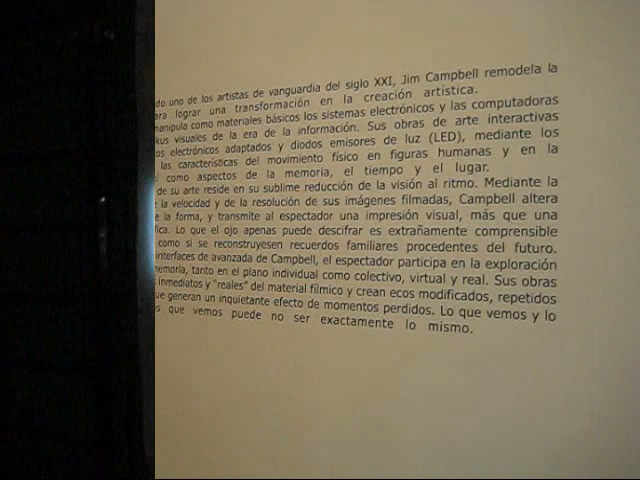 do uno de los artistas de vanguardia del siglo XXI, Jim Campbell remodela la
lograr una transformación en la creación artística.
manipula como materiales básicos los sistemas electrónicos y las computadoras
visuales de la era de la información. Sus obras de arte interactivas
electrónicos adaptados y diodos emisores de luz (LED), mediante los
las características del movimiento físico en figuras humanas y en la
como aspectos de la memoria, el tiempo y el lugar.
de su arte reside en su sublime reducción de la visión al ritmo. Mediante la
la velocidad y de la resolución de sus imágenes filmadas, Campbell altera
la forma, y transmite al espectador una impresión visual, más que una
fica. Lo que el ojo apenas puede descifrar es extrañamente comprensible
como si se reconstruyesen recuerdos familiares procedentes del futuro.
interfaces de avanzada de Campbell, el espectador participa en la exploración
memoria, tanto en el plano individual como colectivo, virtual y real. Sus obras
inmediatos y “reales” del material fílmico y crean ecos modificados, repetidos
ue generan un inquietante efecto de momentos perdidos. Lo que vemos y lo
que vemos puede no ser exactamente lo mismo.